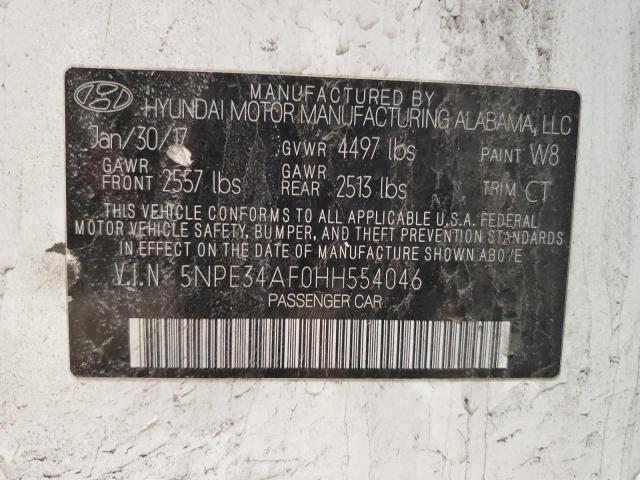 MANUFACTURED BY
HYUNDAI MOTOR MANUFACTURING ALABAMA, LLC
Jan/30/17 GVWR 4497 lbs PAINT W8
GAWR FRONT 2557 lbs GAWR REAR 2513 lbs TRIM CT
THIS VEHICLE CONFORMS TO ALL APPLICABLE U.S.A. FEDERAL
MOTOR VEHICLE SAFETY, BUMPER, AND THEFT PREVENTION STANDARDS
IN EFFECT ON THE DATE OF MANUFACTURE SHOWN ABOVE
V.I.N 5NPE34AF0HH554046
PASSENGER CAR